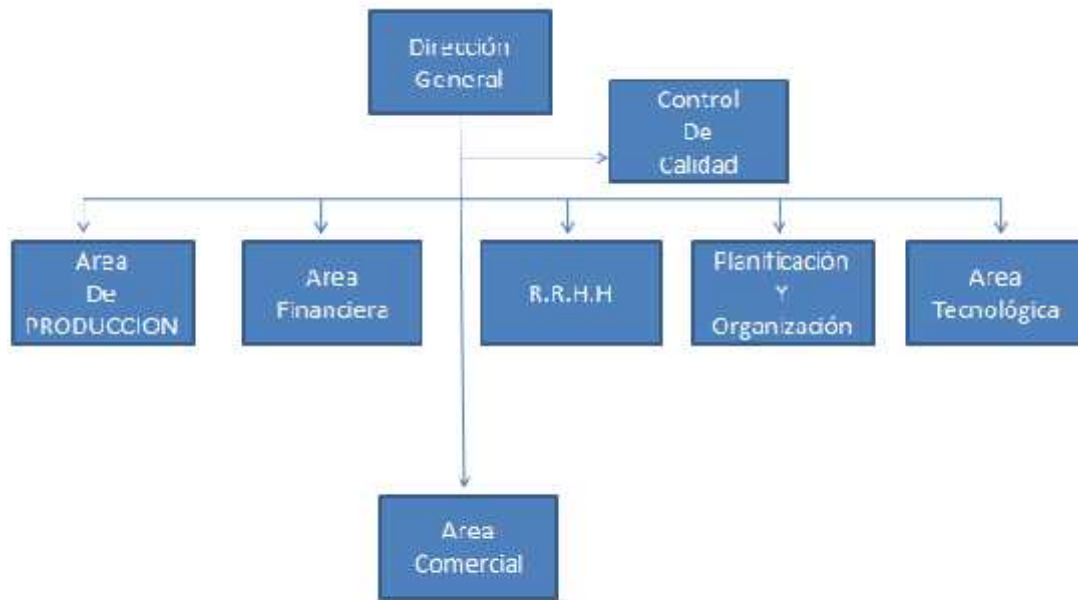 Dirección
General
Control
De
Calidad
Area
De
PRODUCCION
Area
Financiera
R.R.H.H
Planificación
Y
Organización
Area
Tecnológica
Area
Comercial